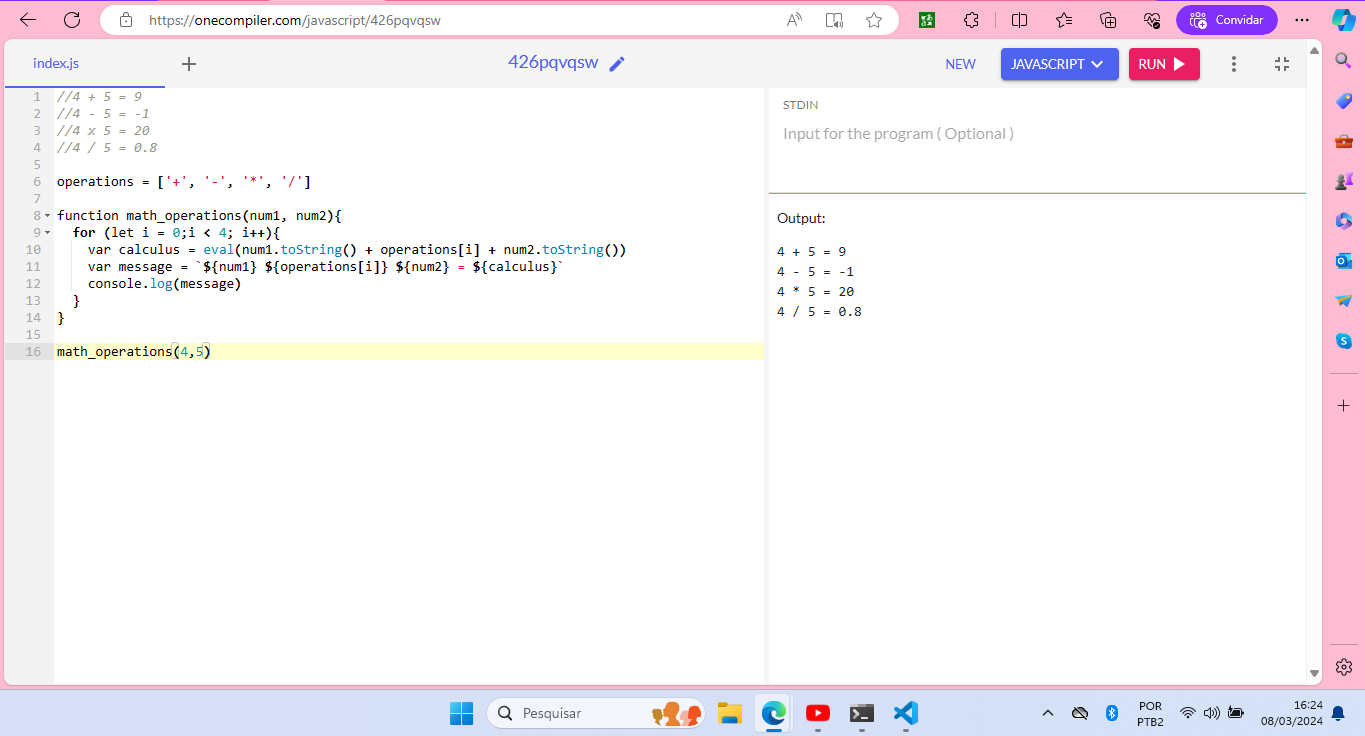 https://onecompiler.com/javascript/426pqvqsw
Convidar
index.js
426pqvqsw
NEW
JAVASCRIPT
RUN
1 //4 + 5 = 9
2 //4 - 5 = -1
3 //4 x 5 = 20
4 //4 / 5 = 0.8
5
6 operations = ['+', '-', '*', '/']
7
8 function math_operations(num1, num2){
9 for (let i = 0;i < 4; i++){
10 var calculus = eval(num1.toString() + operations[i] + num2.toString())
11 var message = `${num1} ${operations[i]} ${num2} = ${calculus}`
12 console.log(message)
13 }
14 }
15
16 math_operations(4,5)
STDIN
Input for the program ( Optional )
Output:
4 + 5 = 9
4 - 5 = -1
4 * 5 = 20
4 / 5 = 0.8
Pesquisar
POR
PTB2
16:24
08/03/2024